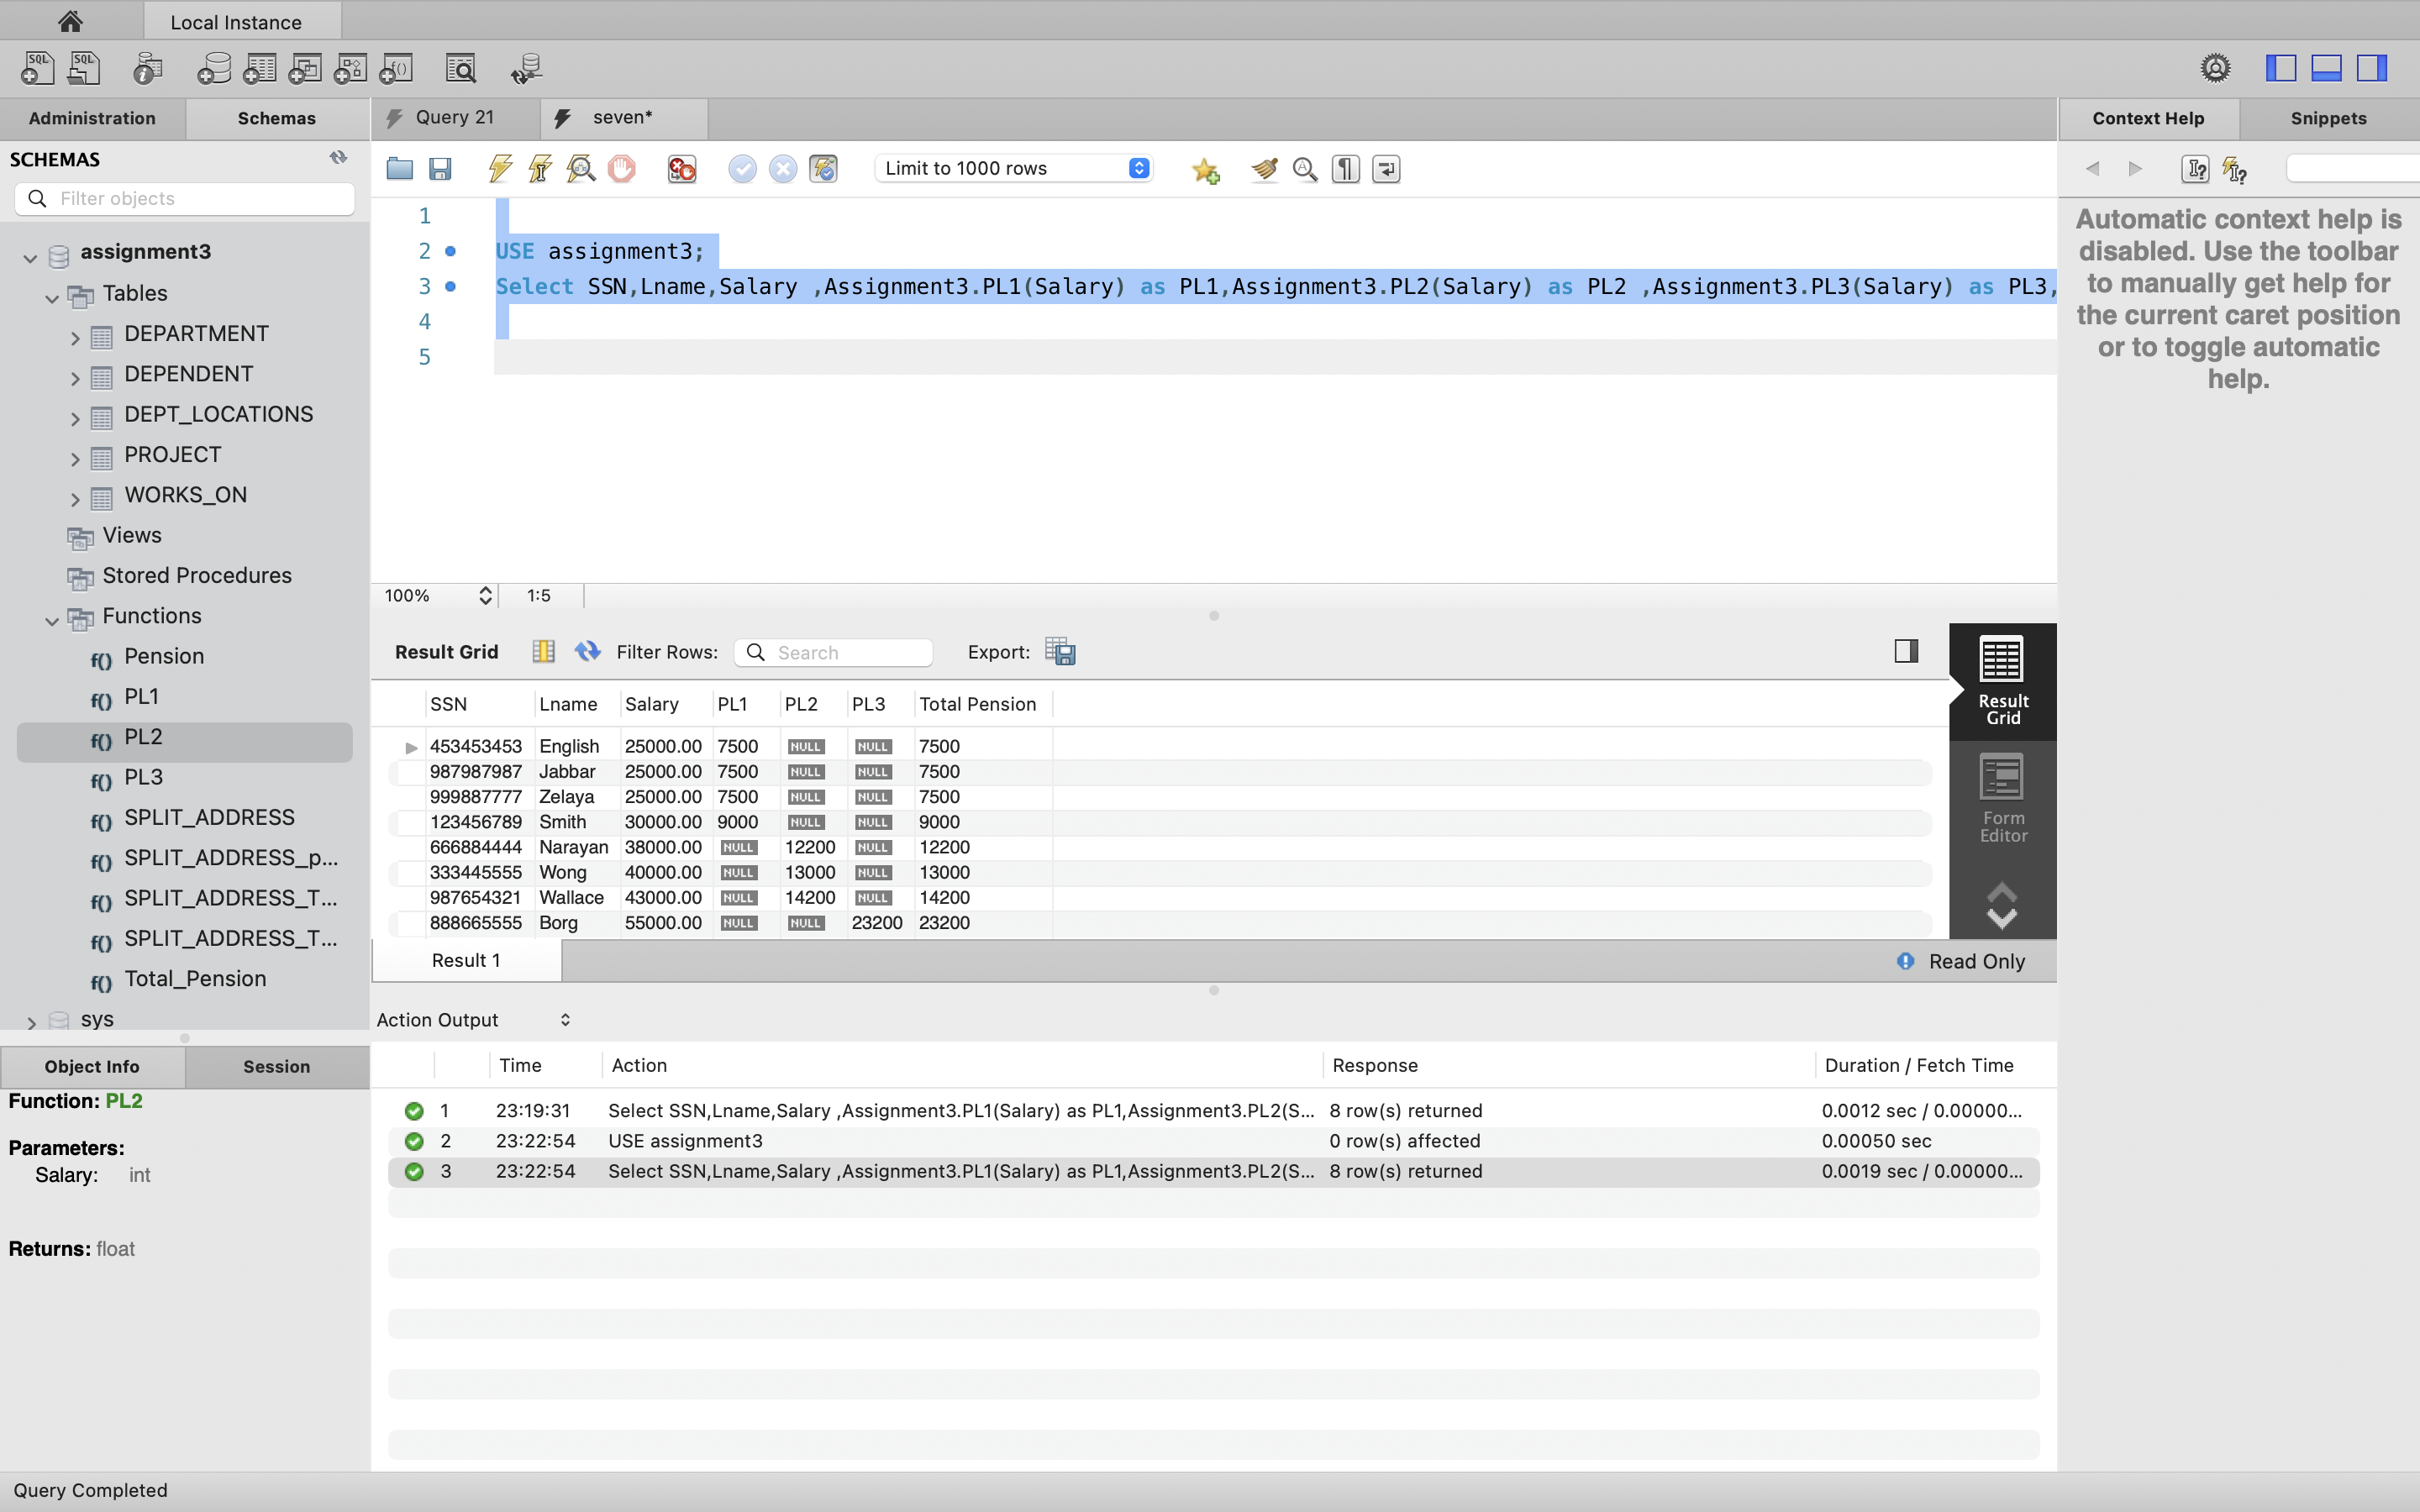 Local Instance
Administration
Schemas
Query 21
seven*
Context Help
Snippets
SCHEMAS
Filter objects
Limit to 1000 rows
assignment3
Tables
DEPARTMENT
DEPENDENT
DEPT_LOCATIONS
PROJECT
WORKS_ON
Views
Stored Procedures
Functions
Pension
PL1
PL2
PL3
SPLIT_ADDRESS
SPLIT_ADDRESS_p...
SPLIT_ADDRESS_T...
SPLIT_ADDRESS_T...
Total_Pension
sys
1
2 USE assignment3;
3 Select SSN,Lname,Salary ,Assignment3.PL1(Salary) as PL1,Assignment3.PL2(Salary) as PL2 ,Assignment3.PL3(Salary) as PL3,
4
5
Automatic context help is
disabled. Use the toolbar
to manually get help for
the current caret position
or to toggle automatic
help.
100% 1:5
Result Grid Filter Rows: Search Export:
SSN Lname Salary PL1 PL2 PL3 Total Pension
453453453 English 25000.00 7500 NULL NULL 7500
987987987 Jabbar 25000.00 7500 NULL NULL 7500
999887777 Zelaya 25000.00 7500 NULL NULL 7500
123456789 Smith 30000.00 9000 NULL NULL 9000
666884444 Narayan 38000.00 NULL 12200 NULL 12200
333445555 Wong 40000.00 NULL 13000 NULL 13000
987654321 Wallace 43000.00 NULL 14200 NULL 14200
888665555 Borg 55000.00 NULL NULL 23200 23200
Result
Grid
Form
Editor
Result 1
Read Only
Action Output
Time Action Response Duration / Fetch Time
1 23:19:31 Select SSN,Lname,Salary ,Assignment3.PL1(Salary) as PL1,Assignment3.PL2(S... 8 row(s) returned 0.0012 sec / 0.00000...
2 23:22:54 USE assignment3 0 row(s) affected 0.00050 sec
3 23:22:54 Select SSN,Lname,Salary ,Assignment3.PL1(Salary) as PL1,Assignment3.PL2(S... 8 row(s) returned 0.0019 sec / 0.00000...
Object Info
Session
Function: PL2
Parameters:
Salary: int
Returns: float
Query Completed